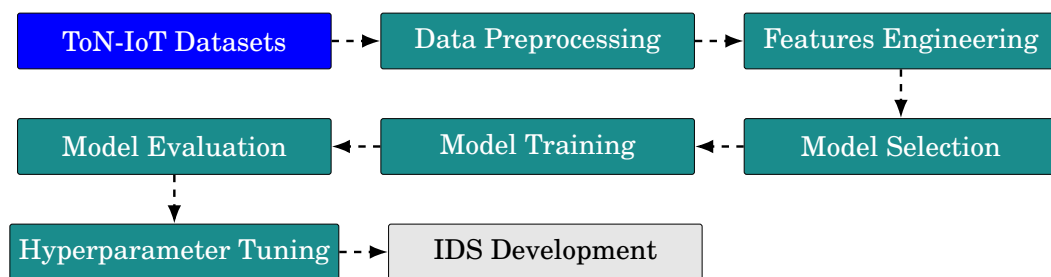 ToN-IoT Datasets
Data Preprocessing
Features Engineering
Model Selection
Model Training
Model Evaluation
Hyperparameter Tuning
IDS Development